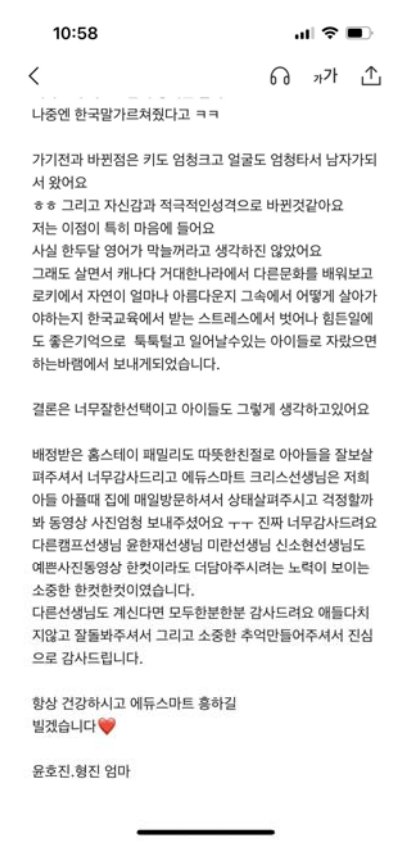 10:58
가가
나중엔 한국말가르쳐줬다고 ㅋㅋ
가기전과 바뀐점은 키도 엄청크고 얼굴도 엄청타서 남자가되
서 왔어요
ㅎㅎ 그리고 자신감과 적극적인성격으로 바뀐것같아요
저는 이점이 특히 마음에 들어요
사실 한두달 영어가 막늘꺼라고 생각하진 않았어요
그래도 살면서 캐나다 거대한나라에서 다른문화를 배워보고
로키에서 자연이 얼마나 아름다운지 그속에서 어떻게 살아가
야하는지 한국교육에서 받는 스트레스에서 벗어나 힘든일에
도 좋은기억으로 툭툭털고 일어날수있는 아이들로 자랐으면
하는바램에서 보내게되었습니다.
결론은 너무잘한선택이고 아이들도 그렇게 생각하고있어요
배정받은 홈스테이 패밀리도 따뜻한친절로 아아들을 잘보살
펴주셔서 너무감사드리고 에듀스마트 크리스선생님은 저희
아들 아플때 집에 매일방문하셔서 상태살펴주시고 걱정할까
봐 동영상 사진엄청 보내주셨어요 ㅜㅜ 진짜 너무감사드려요
다른캠프선생님 윤한재선생님 미란선생님 신소현선생님도
예쁜사진동영상 한컷이라도 더담아주시려는 노력이 보이는
소중한 한컷한컷이였습니다.
다른선생님도 계신다면 모두한분한분 감사드려요 애들다치
지않고 잘돌봐주셔서 그리고 소중한 추억만들어주셔서 진심
으로 감사드립니다.
항상 건강하시고 에듀스마트 흥하길
빌겠습니다❤️
윤호진.형진 엄마